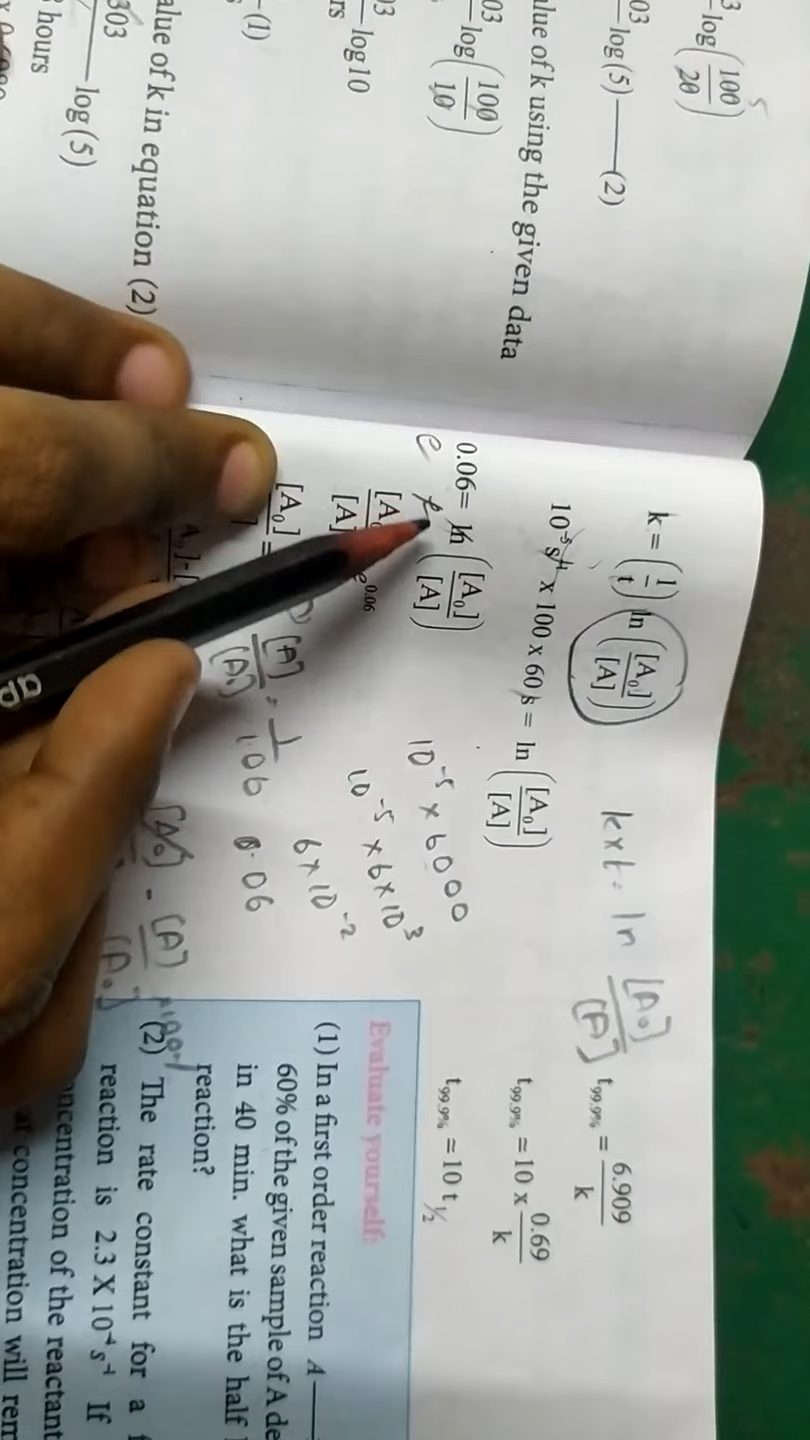 log(100/20) 5
log(5) ——(2)
alue of k using the given data
log(100/10)
log 10
(1)
alue of k in equation (2)
log(5)
hours
k = (1/t) ln([A₀]/[A])
k×t = ln [A₀]/[A]
10⁻⁵ s⁻¹ x 100 x 60 s = ln([A₀]/[A])
0.06 = ln([A₀]/[A])
e
10⁻⁵ × 6000
10⁻⁵ × 6×10³
6×10⁻²
0.06
e^0.06
[A₀] =
[A]/[A₀] = 1/1.06
[A₀] - [A]
[A₀]
×100%
t99.9% = 6.909/k
t99.9% ≃ 10 x 0.69/k
t99.9% ≃ 10 t½
Evaluate yourself:
(1) In a first order reaction A
60% of the given sample of A de
in 40 min. what is the half
reaction?
(2) The rate constant for a f
reaction is 2.3 X 10⁻⁴ s⁻¹ If
concentration of the reactant
concentration will rem